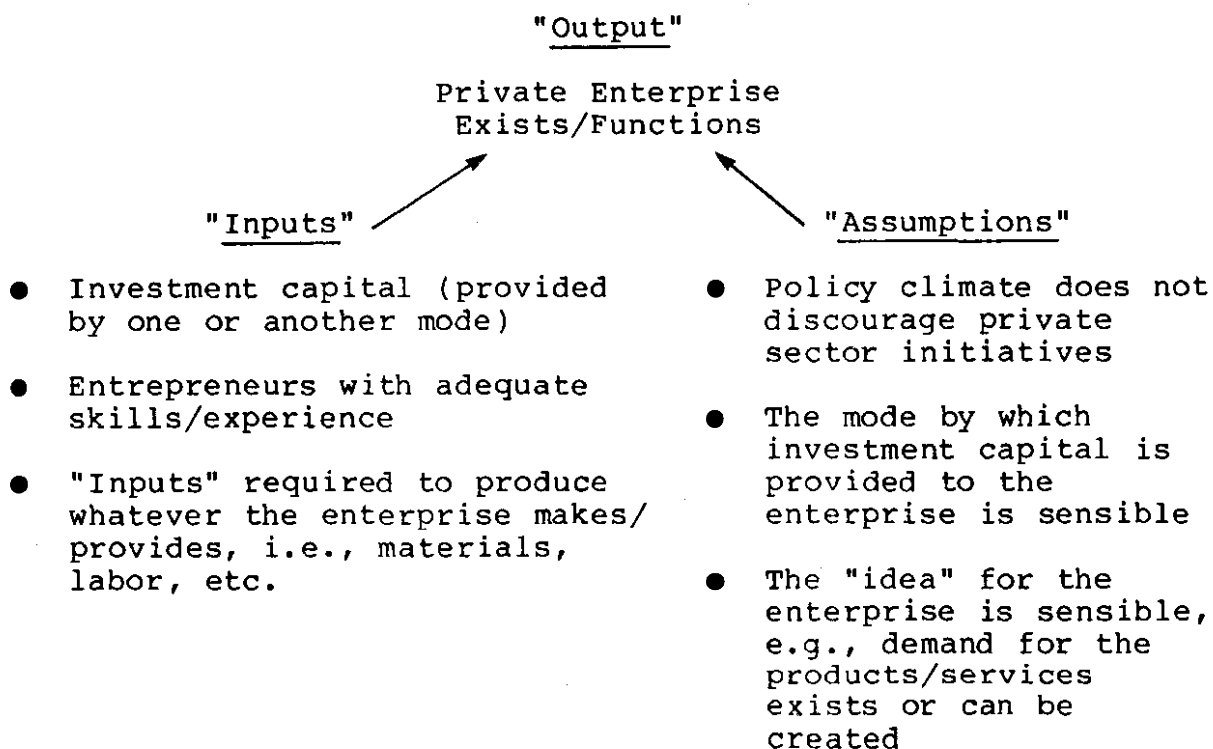 "Output"
Private Enterprise
Exists/Functions
"Inputs"
● Investment capital (provided
by one or another mode)
● Entrepreneurs with adequate
skills/experience
● "Inputs" required to produce
whatever the enterprise makes/
provides, i.e., materials,
labor, etc.
"Assumptions"
● Policy climate does not
discourage private
sector initiatives
● The mode by which
investment capital is
provided to the
enterprise is sensible
● The "idea" for the
enterprise is sensible,
e.g., demand for the
products/services
exists or can be
created